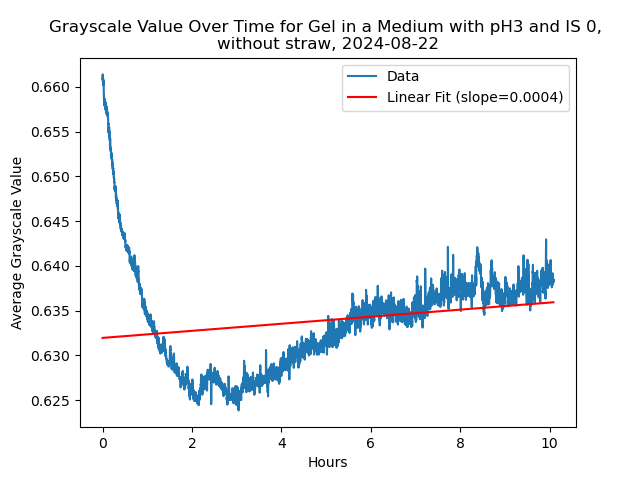 Grayscale Value Over Time for Gel in a Medium with pH3 and IS 0,
without straw, 2024-08-22
Data
Linear Fit (slope=0.0004)
Average Grayscale Value
0.660
0.655
0.650
0.645
0.640
0.635
0.630
0.625
0 2 4 6 8 10
Hours